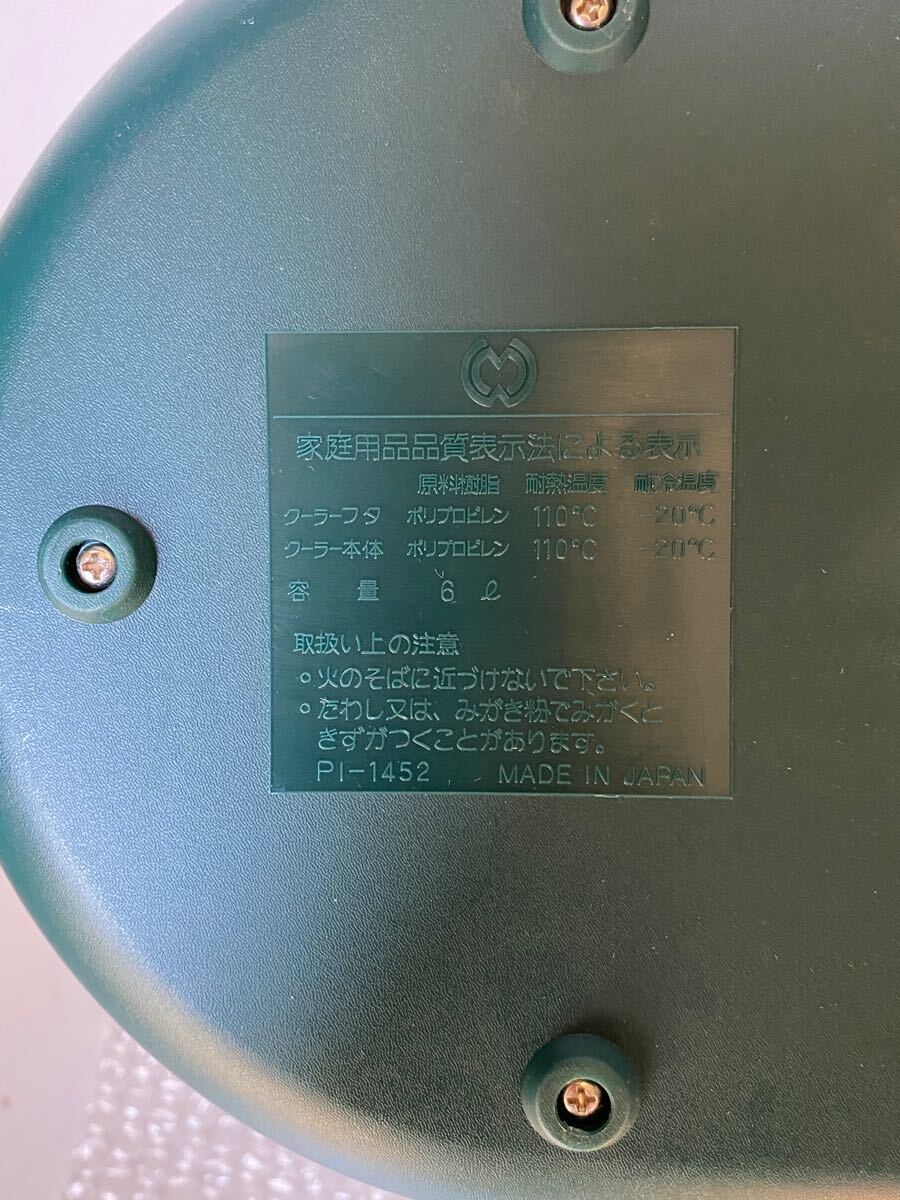 家庭用品品質表示法による表示
原料樹脂 耐熱温度 耐冷温度
クーラーフタ ポリプロピレン 110℃ -20℃
クーラー本体 ポリプロピレン 110℃ -20℃
容量 6ℓ
取扱い上の注意
○火のそばに近づけないで下さい。
○たわし又は、みがき粉でみがくと
きずがつくことがあります。
PI-1452 MADE IN JAPAN